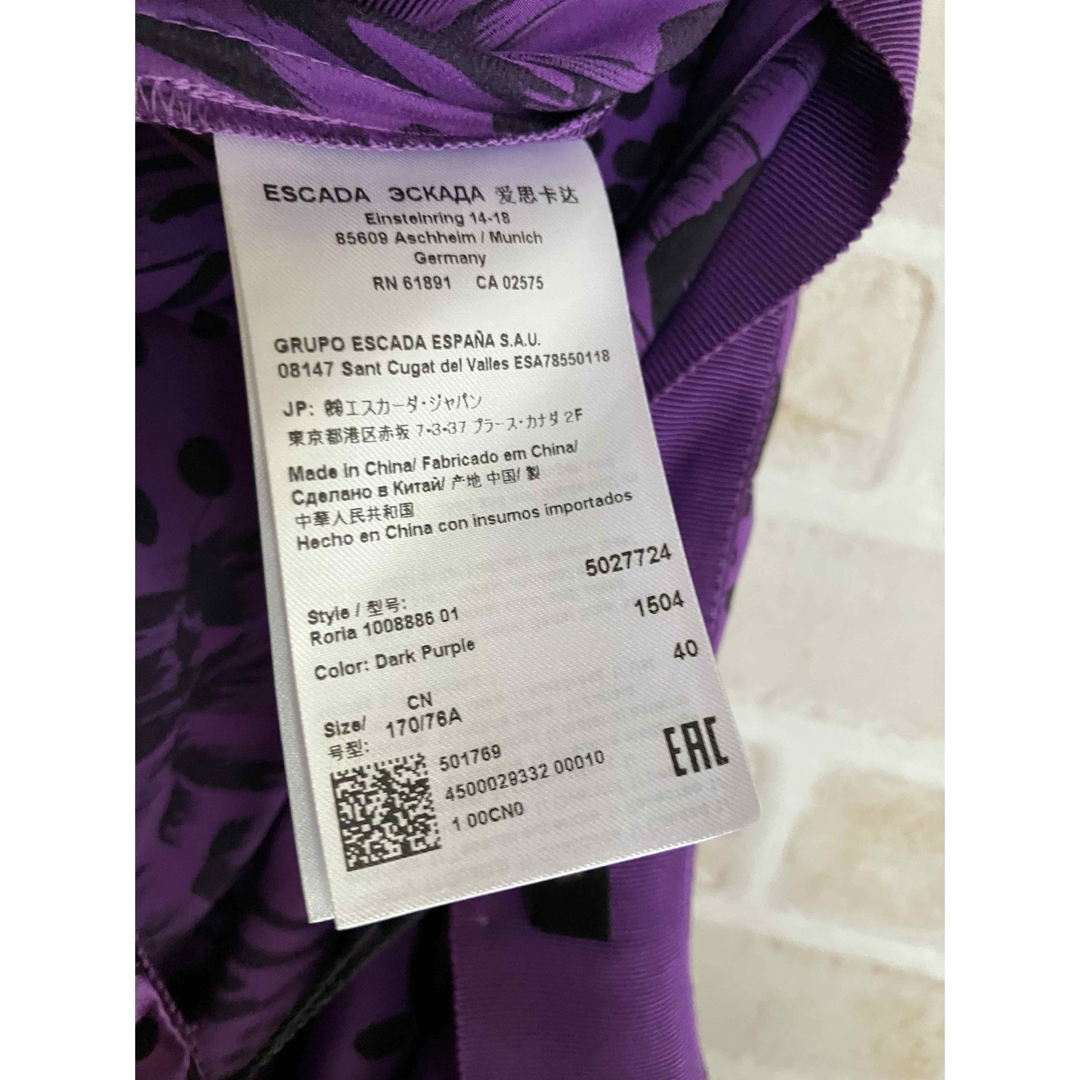 ESCADA ЭСКАДА 爱思卡达
Einsteinring 14-18
85609 Aschheim / Munich
Germany
RN 61891 CA 02575
GRUPO ESCADA ESPAÑA S.A.U.
08147 Sant Cugat del Valles ESA78550118
JP: ㈱エスカーダ・ジャパン
東京都港区赤坂 7-3-37 プラース・カナダ 2F
Made in China/ Fabricado em China/
Сделано в Китай/ 产地 中国/ 製
中華人民共和国
Hecho en China con insumos importados
5027724
Style / 型号:
Roria 1008886 01
1504
Color: Dark Purple
40
CN
Size/ 170/76A
号型:
501769
4500029332 00010
1 00CN0
EAC